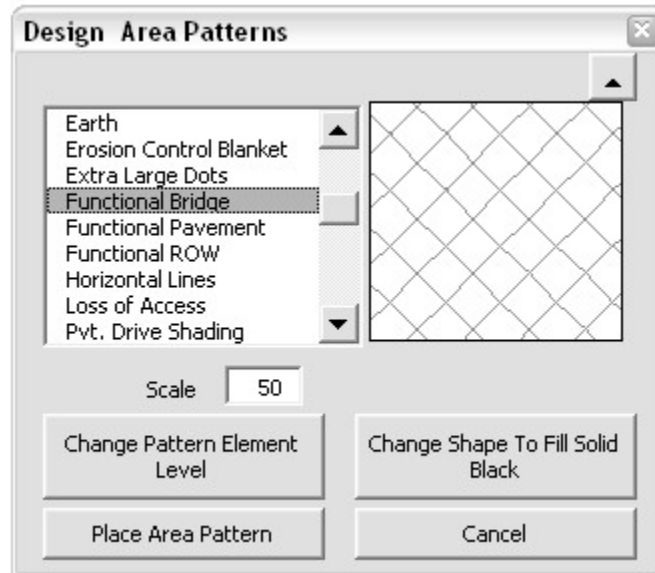 Design Area Patterns
Earth
Erosion Control Blanket
Extra Large Dots
Functional Bridge
Functional Pavement
Functional ROW
Horizontal Lines
Loss of Access
Pvt. Drive Shading
Scale 50
Change Pattern Element
Level
Change Shape To Fill Solid
Black
Place Area Pattern
Cancel